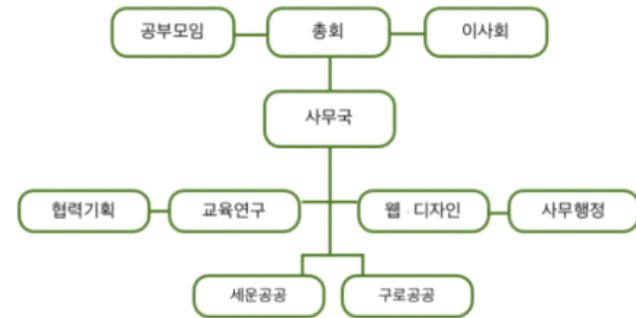 공부모임
총회
이사회
사무국
협력기획
교육연구
웹 · 디자인
사무행정
세운공공
구로공공